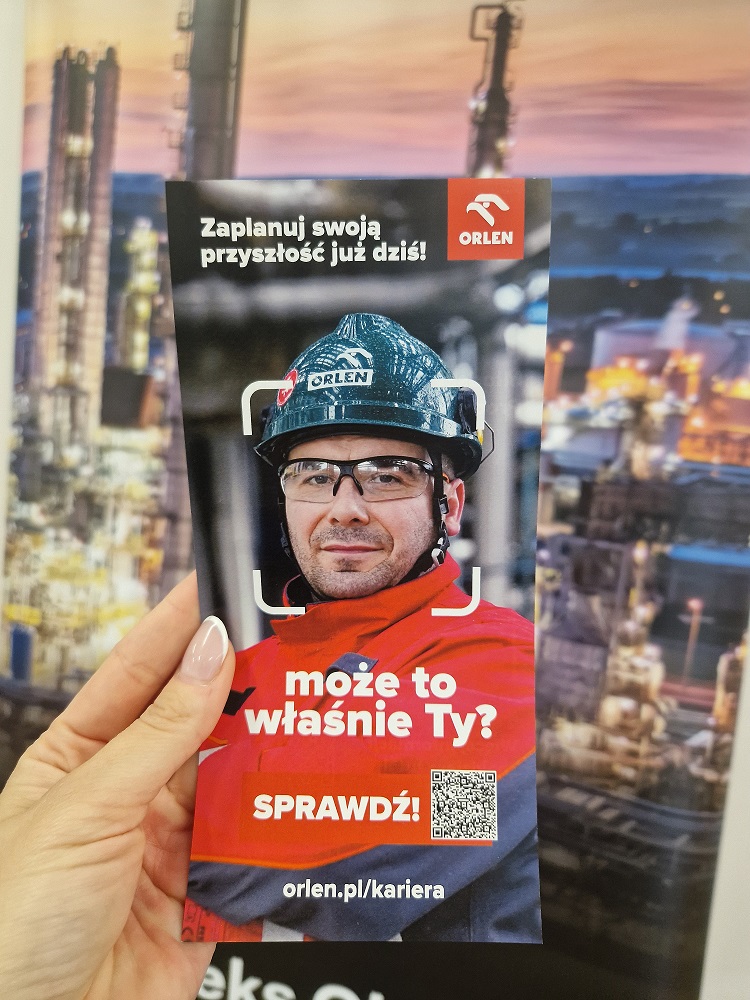 Zaplanuj swoją
przyszłość już dziś!
ORLEN
ORLEN
może to
właśnie Ty?
SPRAWDŹ!
orlen.pl/kariera